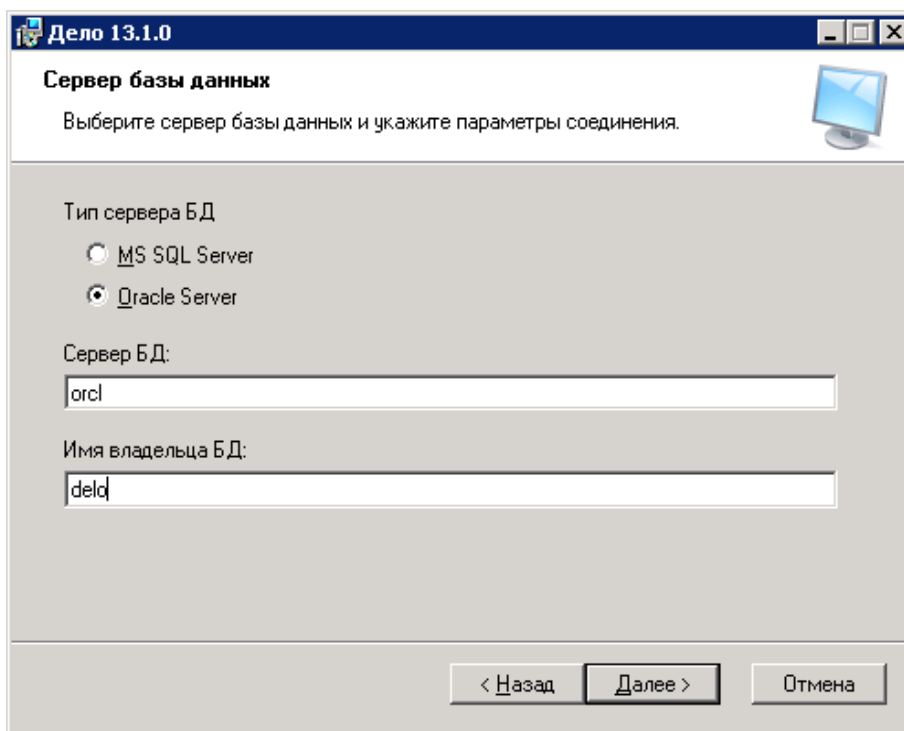 Дело 13.1.0
Сервер базы данных
Выберите сервер базы данных и укажите параметры соединения.
Тип сервера БД
MS SQL Server
Oracle Server
Сервер БД:
orcl
Имя владельца БД:
delo
< Назад Далее > Отмена